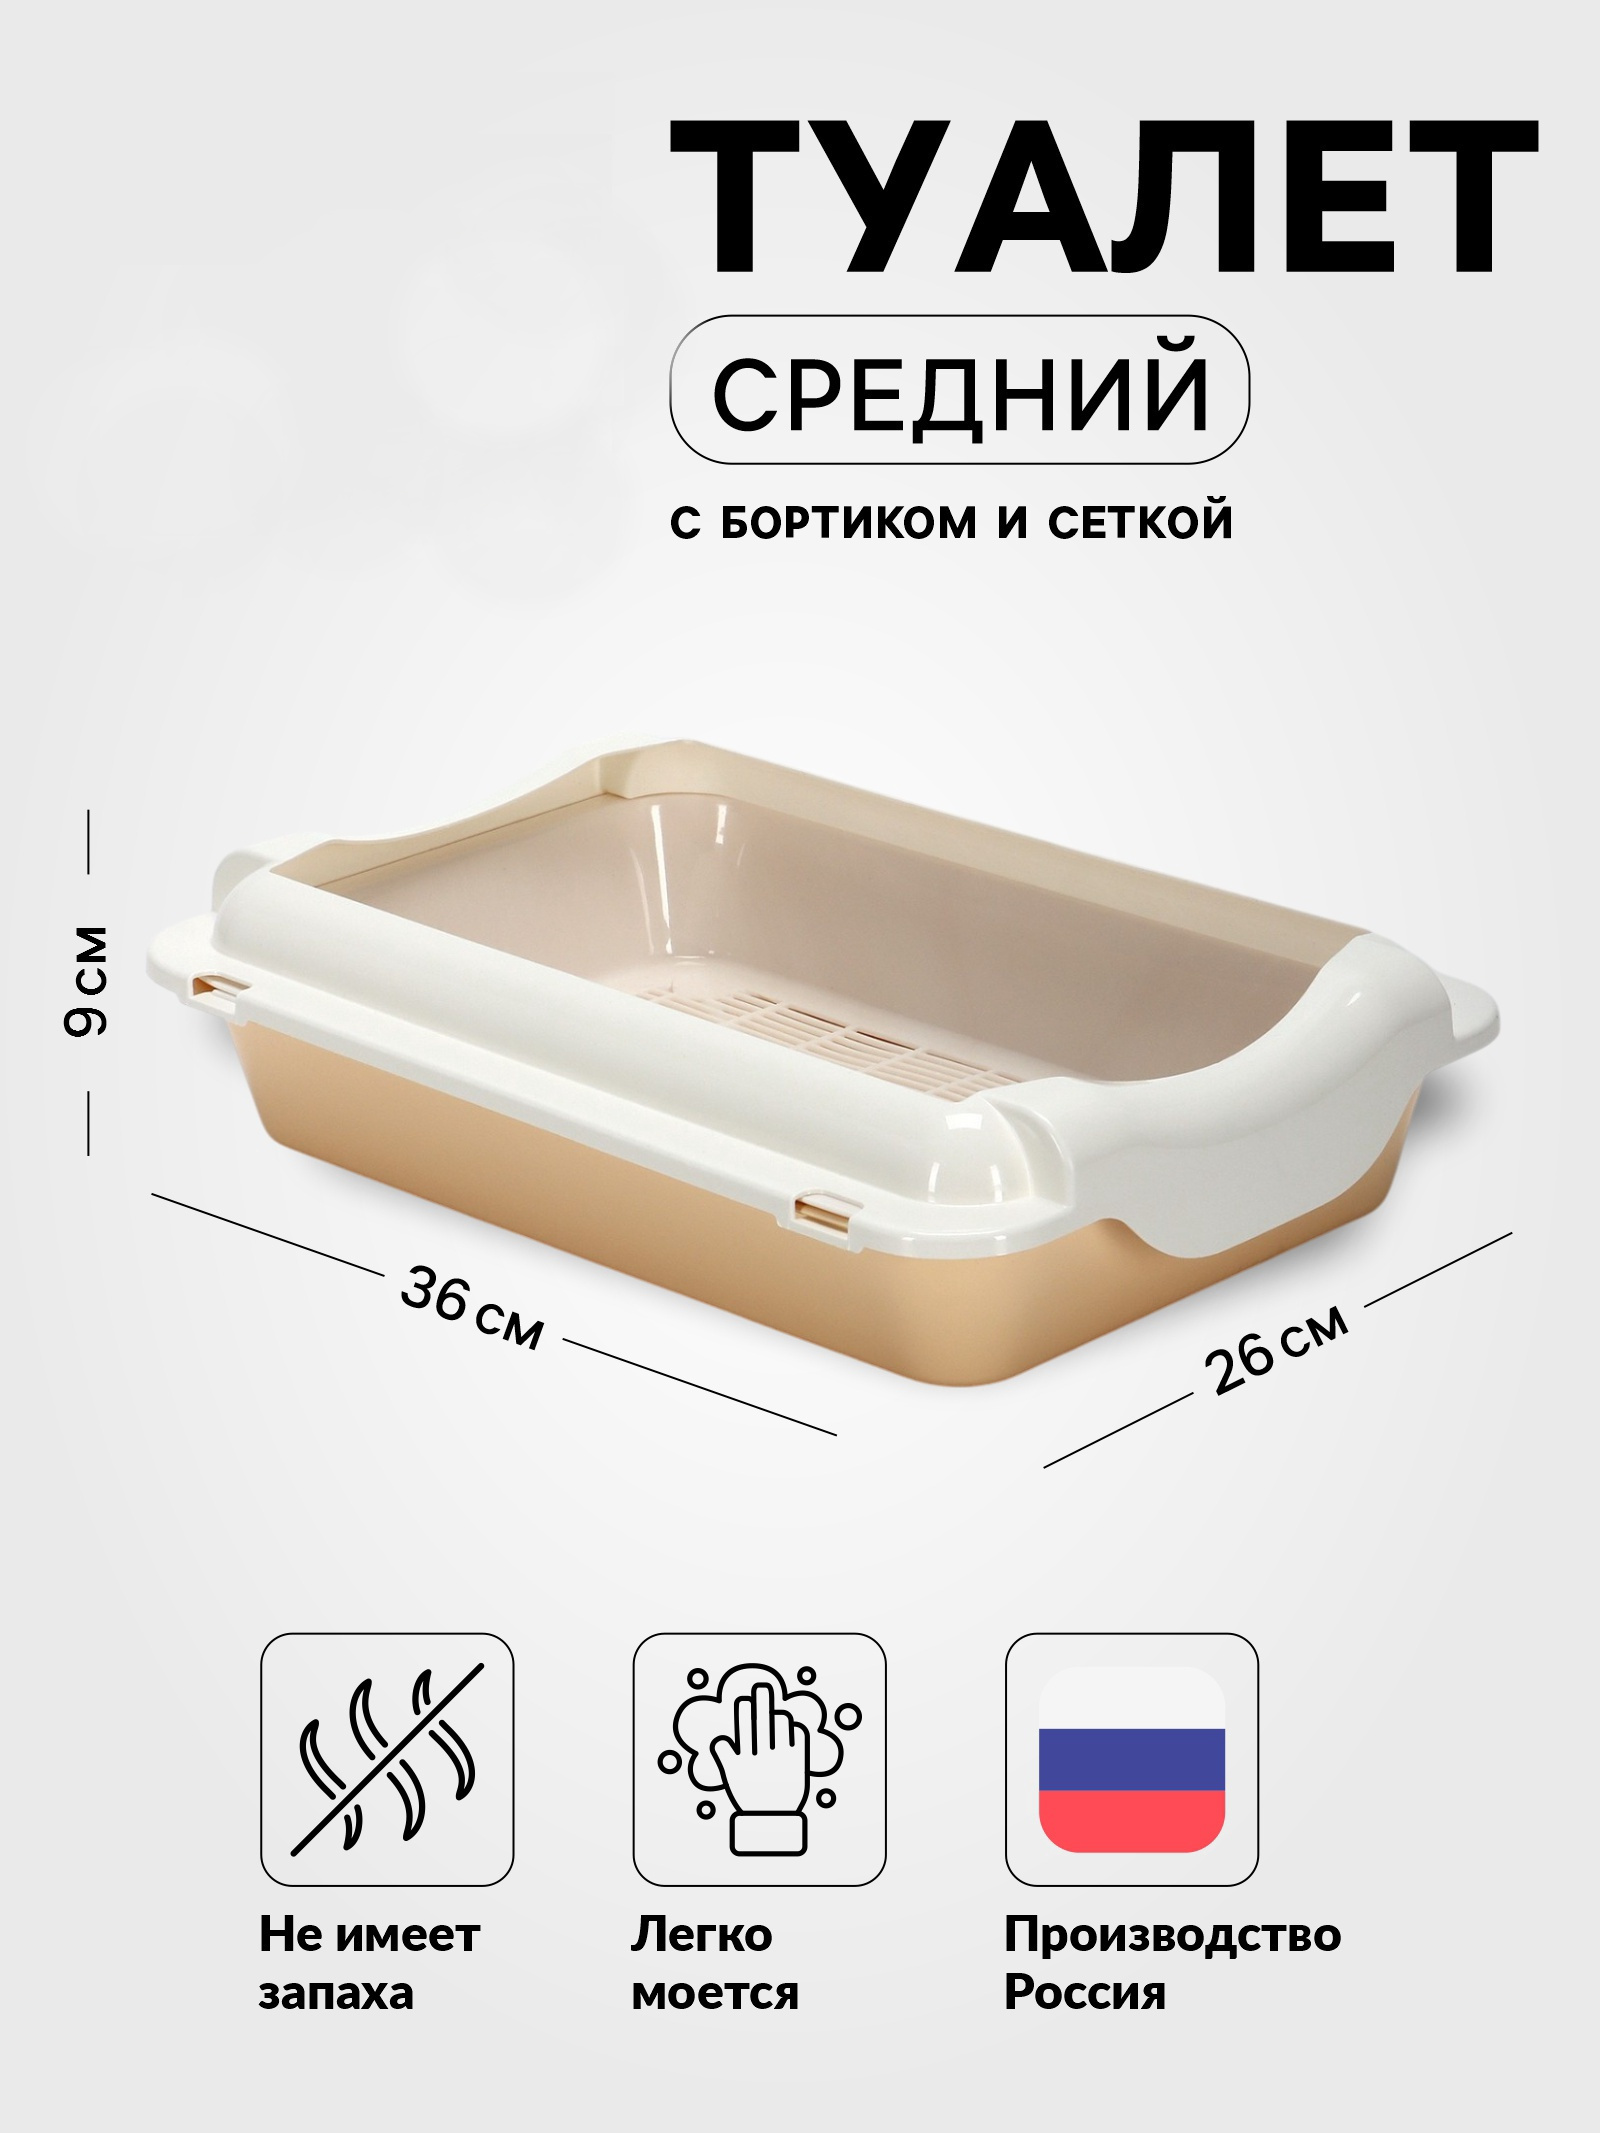 ТУАЛЕТ
СРЕДНИЙ
С БОРТИКОМ И СЕТКОЙ
9 см
36 см
26 см
Не имеет
запаха
Легко
моется
Производство
Россия